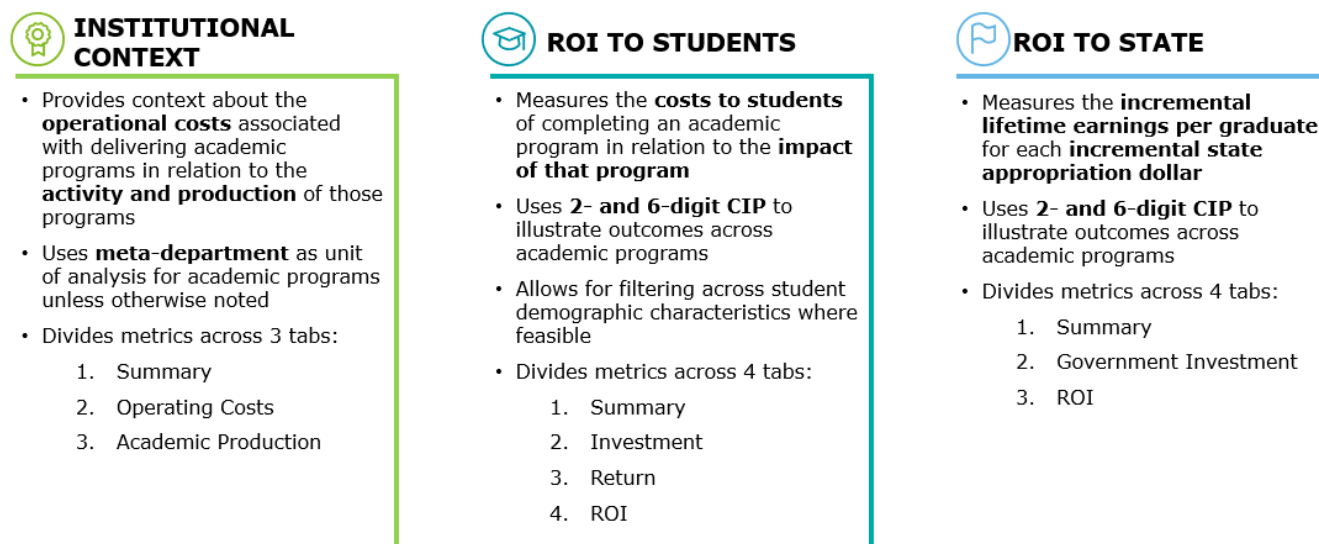 INSTITUTIONAL
CONTEXT
• Provides context about the
operational costs associated
with delivering academic
programs in relation to the
activity and production of those
programs
• Uses meta-department as unit
of analysis for academic programs
unless otherwise noted
• Divides metrics across 3 tabs:
1. Summary
2. Operating Costs
3. Academic Production
ROI TO STUDENTS
• Measures the costs to students
of completing an academic
program in relation to the impact
of that program
• Uses 2- and 6-digit CIP to
illustrate outcomes across
academic programs
• Allows for filtering across student
demographic characteristics where
feasible
• Divides metrics across 4 tabs:
1. Summary
2. Investment
3. Return
4. ROI
ROI TO STATE
• Measures the incremental
lifetime earnings per graduate
for each incremental state
appropriation dollar
• Uses 2- and 6-digit CIP to
illustrate outcomes across
academic programs
• Divides metrics across 4 tabs:
1. Summary
2. Government Investment
3. ROI